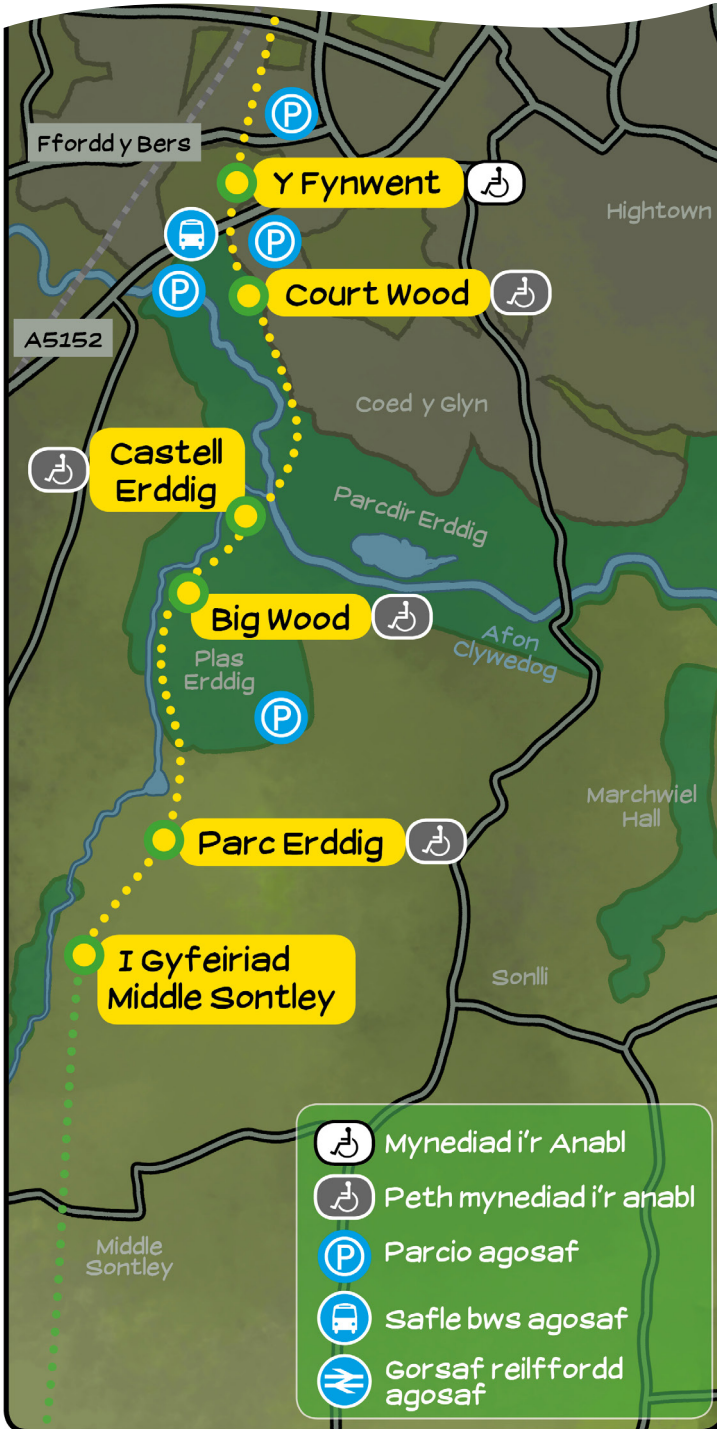 P
Ffordd y Bers
Y Fynwent
Hightown
P
P
Court Wood
A5152
Coed y Glyn
Castell
Erddig
Parcdir Erddig
Big Wood
Afon
Clywedog
Plas
Erddig
P
Marchwiel
Hall
Parc Erddig
I Gyfeiriad
Middle Sontley
Sonlli
Mynediad i'r Anabl
Peth mynediad i'r anabl
P
Parcio agosaf
Safle bws agosaf
Gorsaf reilffordd
agosaf
Middle
Sontley